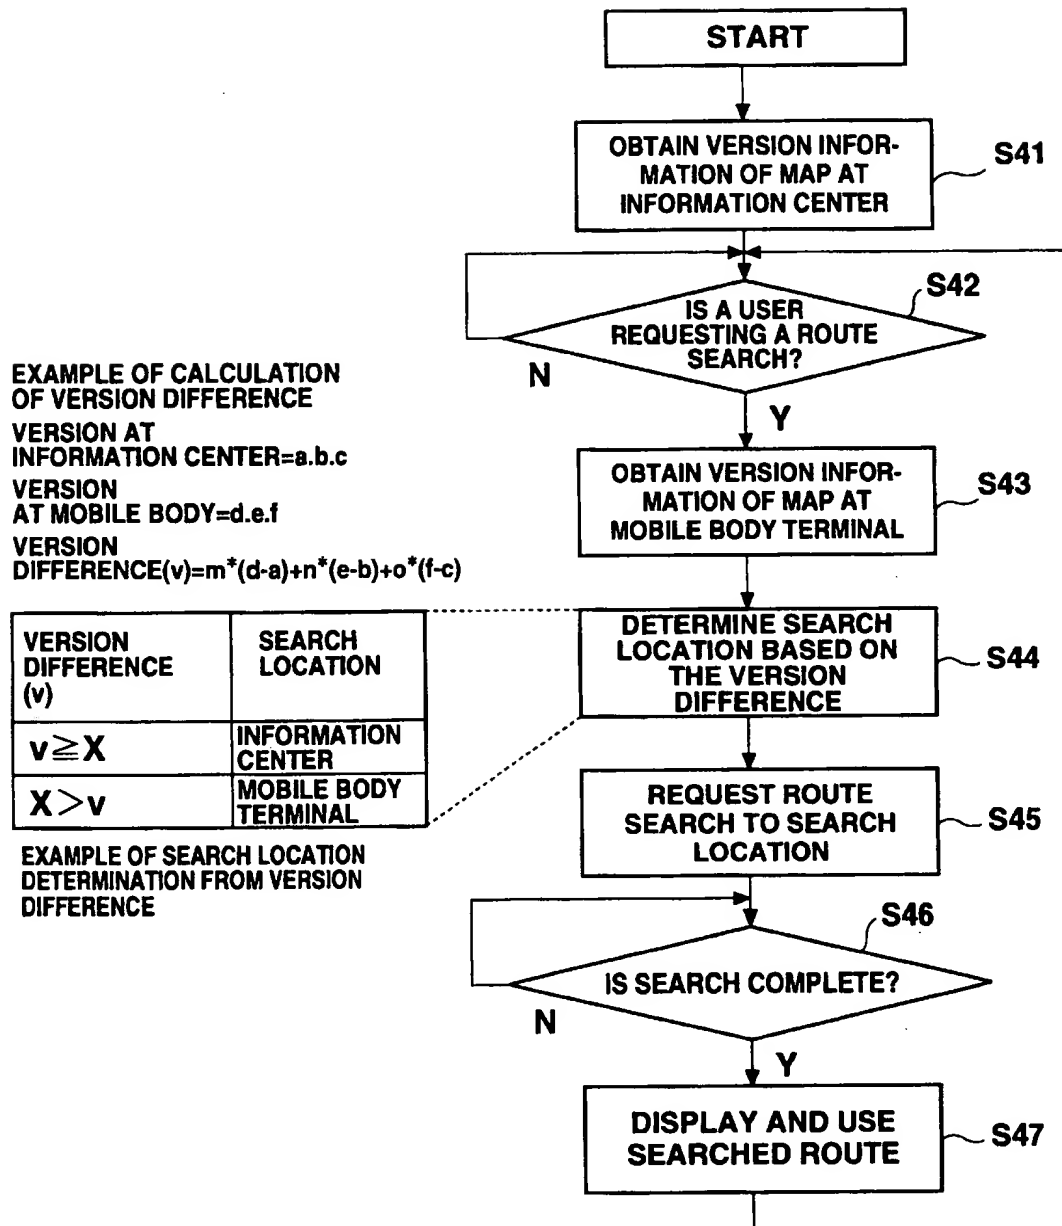 START
OBTAIN VERSION INFOR-
MATION OF MAP AT
INFORMATION CENTER
S41
S42
IS A USER
REQUESTING A ROUTE
SEARCH?
N
Y
EXAMPLE OF CALCULATION
OF VERSION DIFFERENCE
VERSION AT
INFORMATION CENTER=a.b.c
VERSION
AT MOBILE BODY=d.e.f
VERSION
DIFFERENCE(v)=m*(d-a)+n*(e-b)+o*(f-c)
OBTAIN VERSION INFOR-
MATION OF MAP AT
MOBILE BODY TERMINAL
S43
VERSION
DIFFERENCE
(v)
SEARCH
LOCATION
v≧X
INFORMATION
CENTER
X>v
MOBILE BODY
TERMINAL
EXAMPLE OF SEARCH LOCATION
DETERMINATION FROM VERSION
DIFFERENCE
DETERMINE SEARCH
LOCATION BASED ON
THE VERSION
DIFFERENCE
S44
REQUEST ROUTE
SEARCH TO SEARCH
LOCATION
S45
S46
IS SEARCH COMPLETE?
N
Y
DISPLAY AND USE
SEARCHED ROUTE
S47